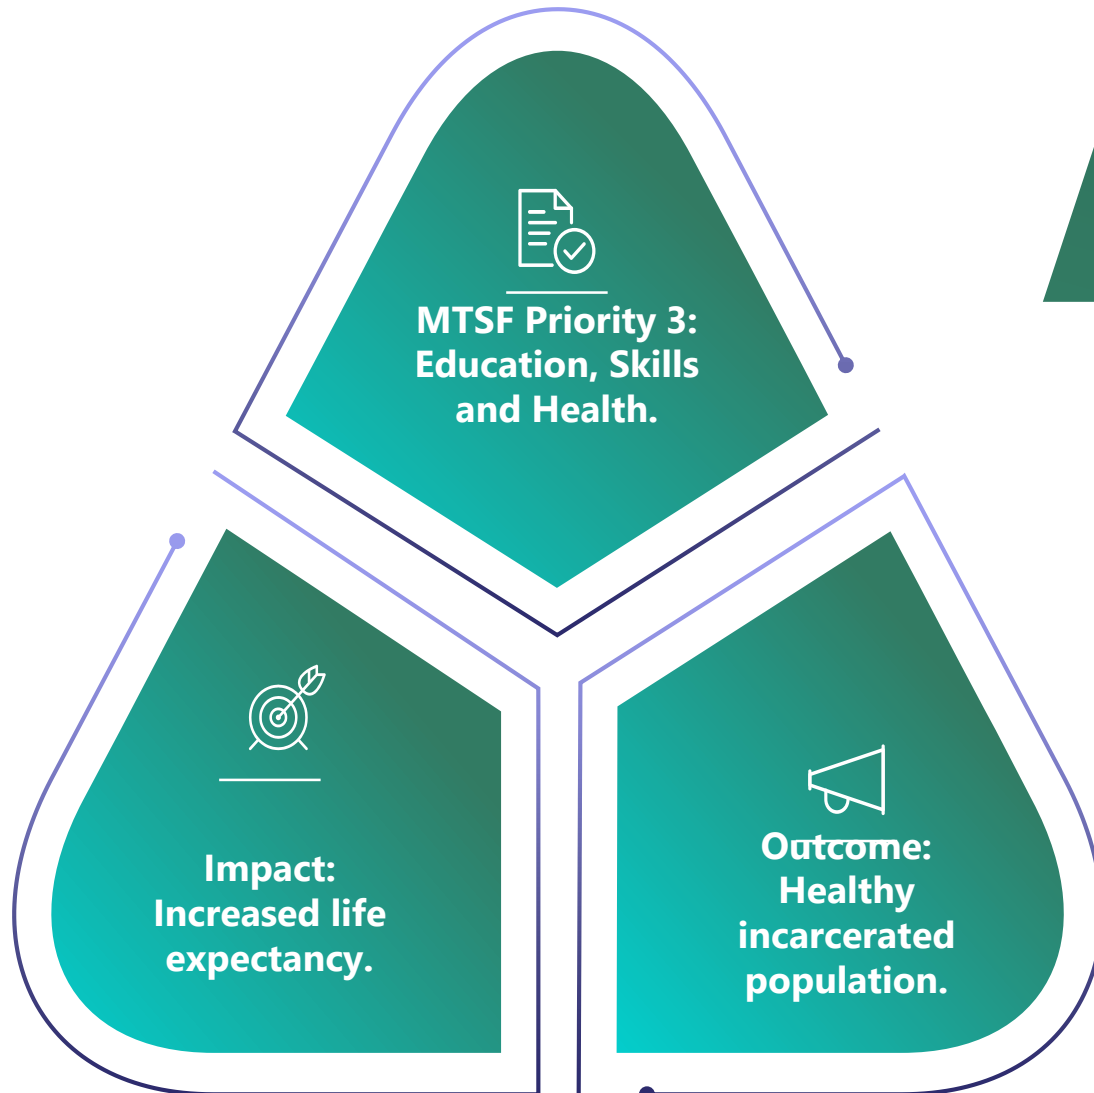 MTSF Priority 3:
Education, Skills
and Health.
Impact:
Increased life
expectancy.
Outcome:
Healthy
incarcerated
population.